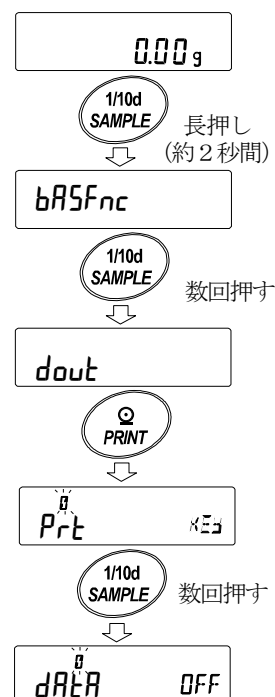 0.00 g
1/10d
SAMPLE
長押し
(約2秒間)
bASFnc
1/10d
SAMPLE
数回押す
dout
PRINT
0
Prt KEY
1/10d
SAMPLE
数回押す
0
dAtA OFF